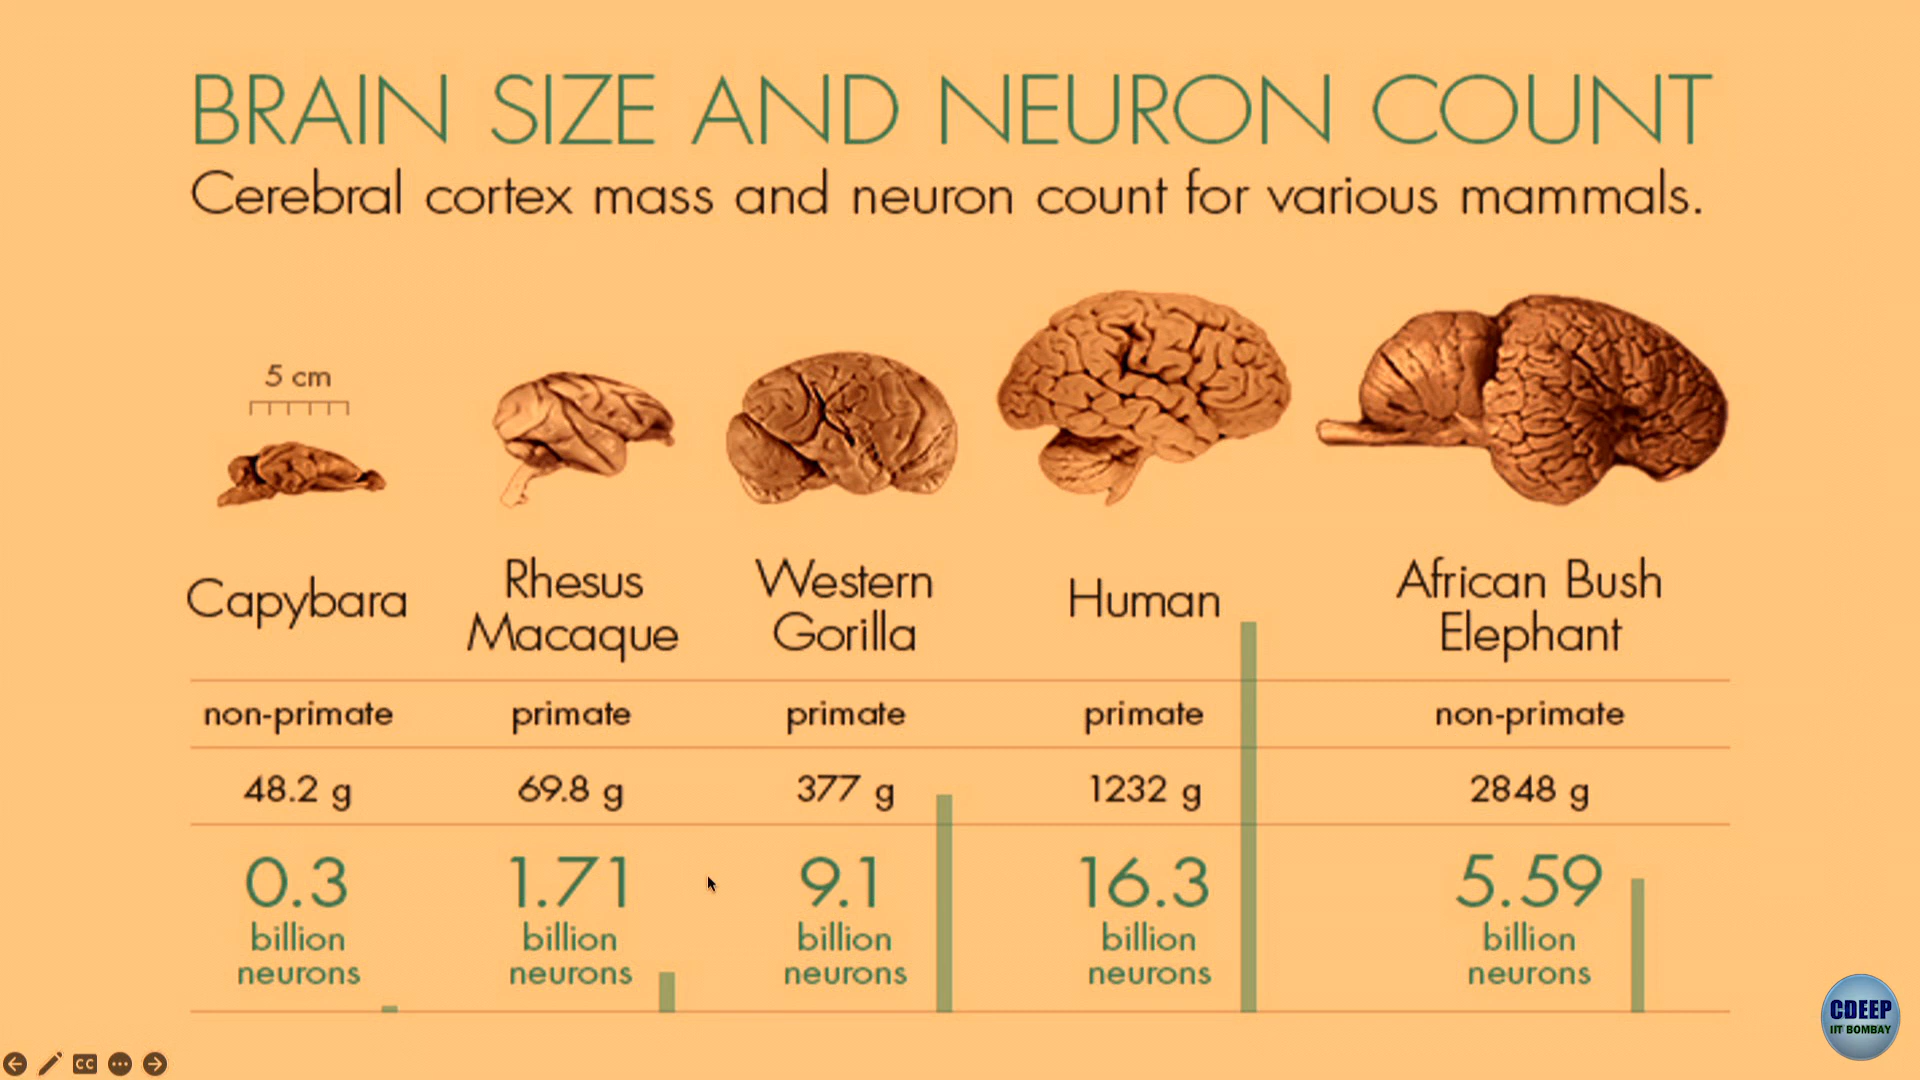 BRAIN SIZE AND NEURON COUNT
Cerebral cortex mass and neuron count for various mammals.
5 cm
Capybara
Rhesus
Macaque
Western
Gorilla
Human
African Bush
Elephant
non-primate primate primate primate non-primate
48.2 g 69.8 g 377 g 1232 g 2848 g
0.3 1.71 9.1 16.3 5.59
billion billion billion billion billion
neurons neurons neurons neurons neurons
CDEEP
IIT BOMBAY
CC